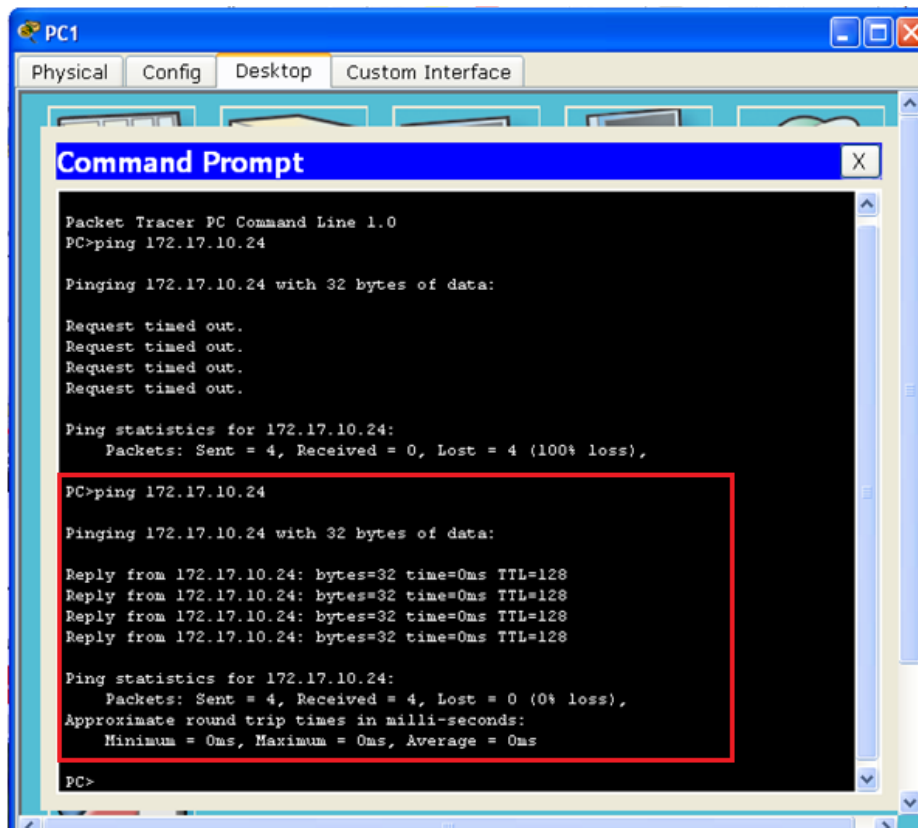 PC1
Physical Config Desktop Custom Interface
Command Prompt
X
Packet Tracer PC Command Line 1.0
PC>ping 172.17.10.24
Pinging 172.17.10.24 with 32 bytes of data:
Request timed out.
Request timed out.
Request timed out.
Request timed out.
Ping statistics for 172.17.10.24:
Packets: Sent = 4, Received = 0, Lost = 4 (100% loss),
PC>ping 172.17.10.24
Pinging 172.17.10.24 with 32 bytes of data:
Reply from 172.17.10.24: bytes=32 time=0ms TTL=128
Reply from 172.17.10.24: bytes=32 time=0ms TTL=128
Reply from 172.17.10.24: bytes=32 time=0ms TTL=128
Reply from 172.17.10.24: bytes=32 time=0ms TTL=128
Ping statistics for 172.17.10.24:
Packets: Sent = 4, Received = 4, Lost = 0 (0% loss),
Approximate round trip times in milli-seconds:
Minimum = 0ms, Maximum = 0ms, Average = 0ms
PC>